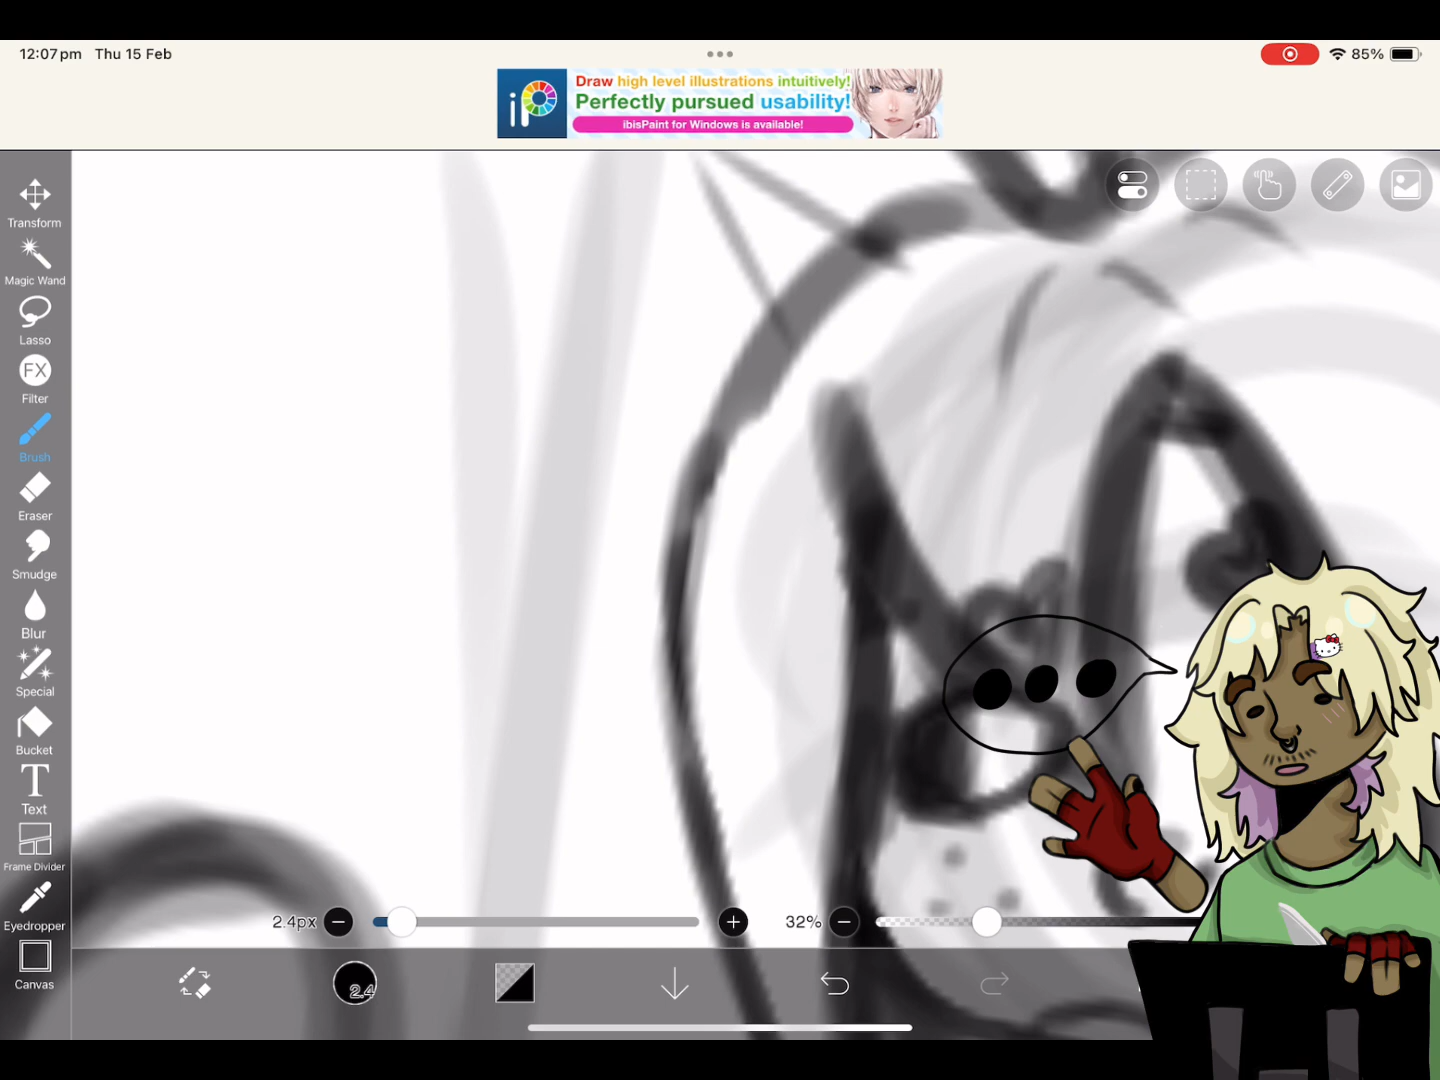 12:07pm Thu 15 Feb
85%
iP
Draw high level illustrations intuitively!
Perfectly pursued usability!
ibisPaint for Windows is available!
Transform
Magic Wand
Lasso
FX
Filter
Brush
Eraser
Smudge
Blur
Special
Bucket
T
Text
Frame Divider
Eyedropper
Canvas
2.4px
32%
2.4